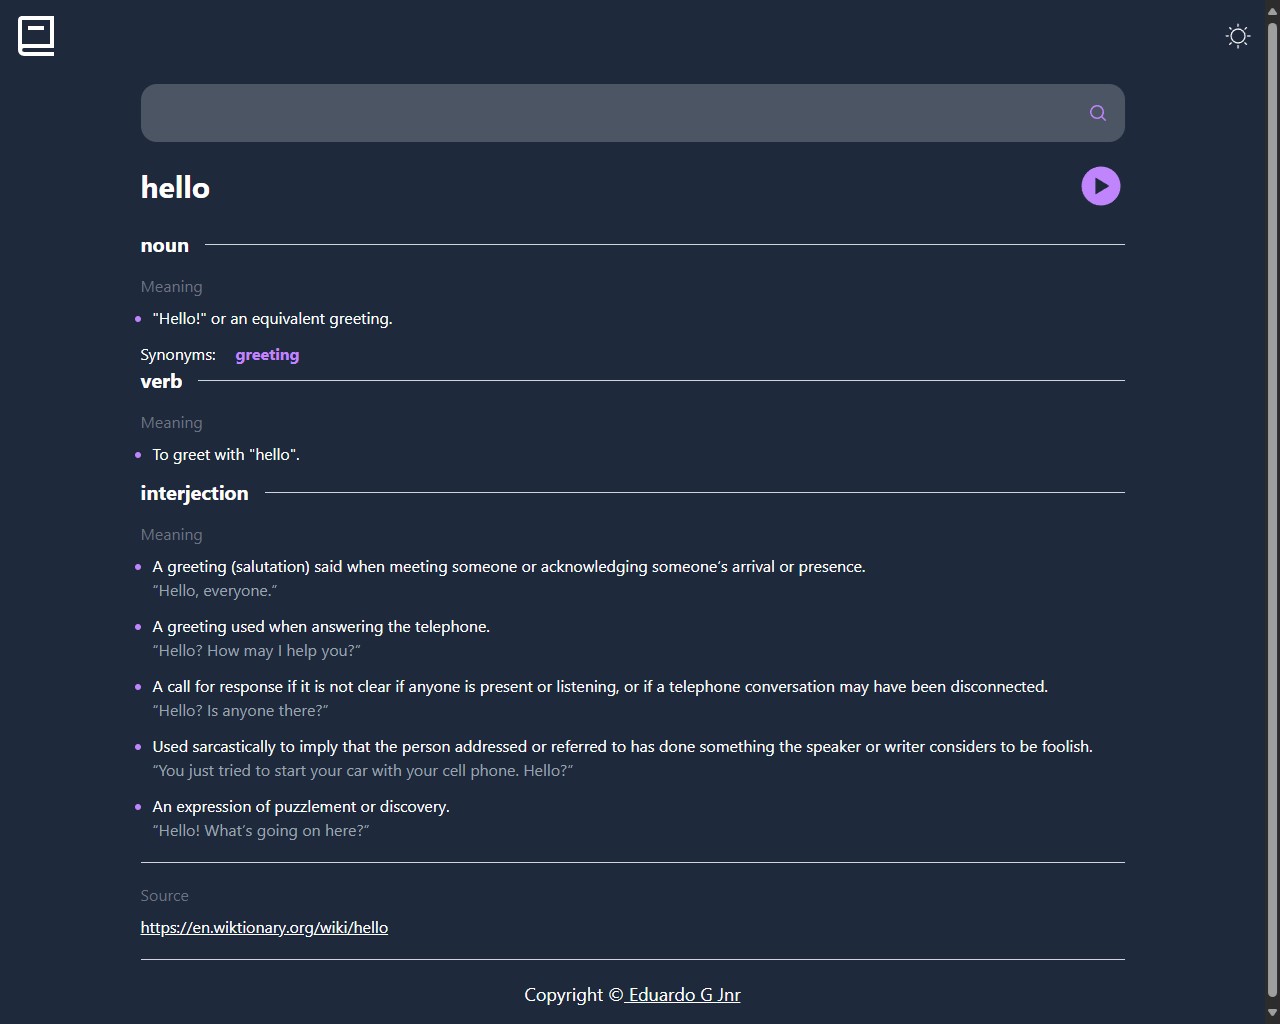 hello
noun
Meaning
"Hello!" or an equivalent greeting.
Synonyms: greeting
verb
Meaning
To greet with "hello".
interjection
Meaning
A greeting (salutation) said when meeting someone or acknowledging someone’s arrival or presence.
“Hello, everyone.”
A greeting used when answering the telephone.
“Hello? How may I help you?”
A call for response if it is not clear if anyone is present or listening, or if a telephone conversation may have been disconnected.
“Hello? Is anyone there?”
Used sarcastically to imply that the person addressed or referred to has done something the speaker or writer considers to be foolish.
“You just tried to start your car with your cell phone. Hello?”
An expression of puzzlement or discovery.
“Hello! What’s going on here?”
Source
https://en.wiktionary.org/wiki/hello
Copyright © Eduardo G Jnr